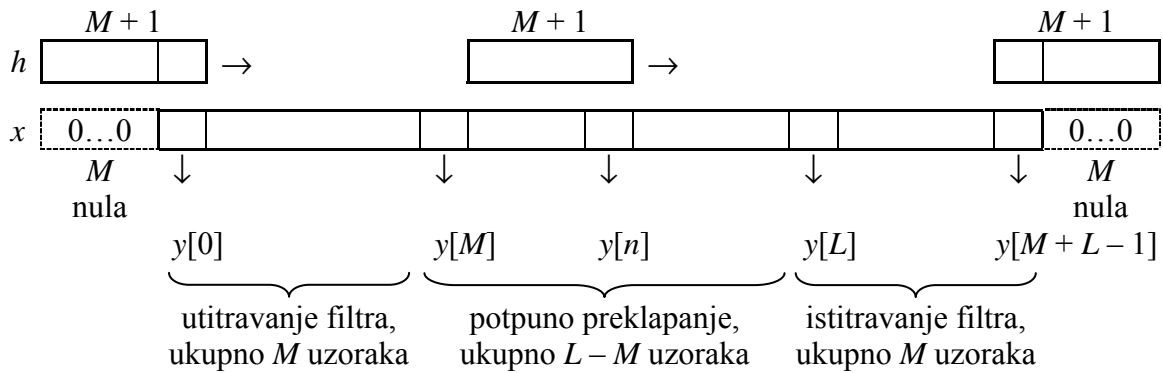 M + 1 M + 1 M + 1
h → →
x 0…0 0…0
M ↓ ↓ ↓ ↓ ↓ M
nula nula
y[0] y[M] y[n] y[L] y[M + L – 1]
utitravanje filtra, potpuno preklapanje, istitravanje filtra,
ukupno M uzoraka ukupno L – M uzoraka ukupno M uzoraka